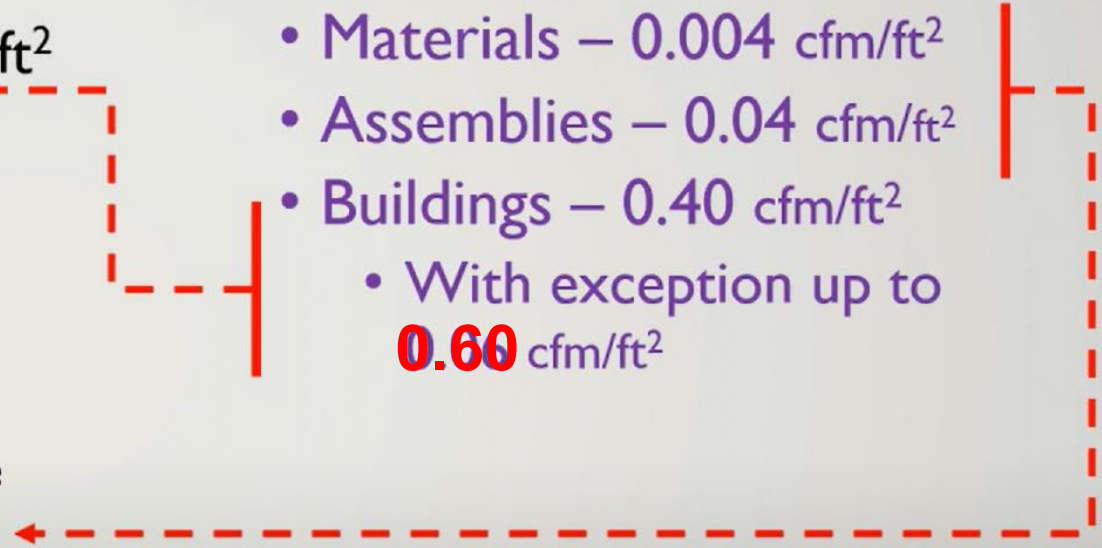 ft²
• Materials – 0.004 cfm/ft²
• Assemblies – 0.04 cfm/ft²
• Buildings – 0.40 cfm/ft²
• With exception up to
0.60 cfm/ft²